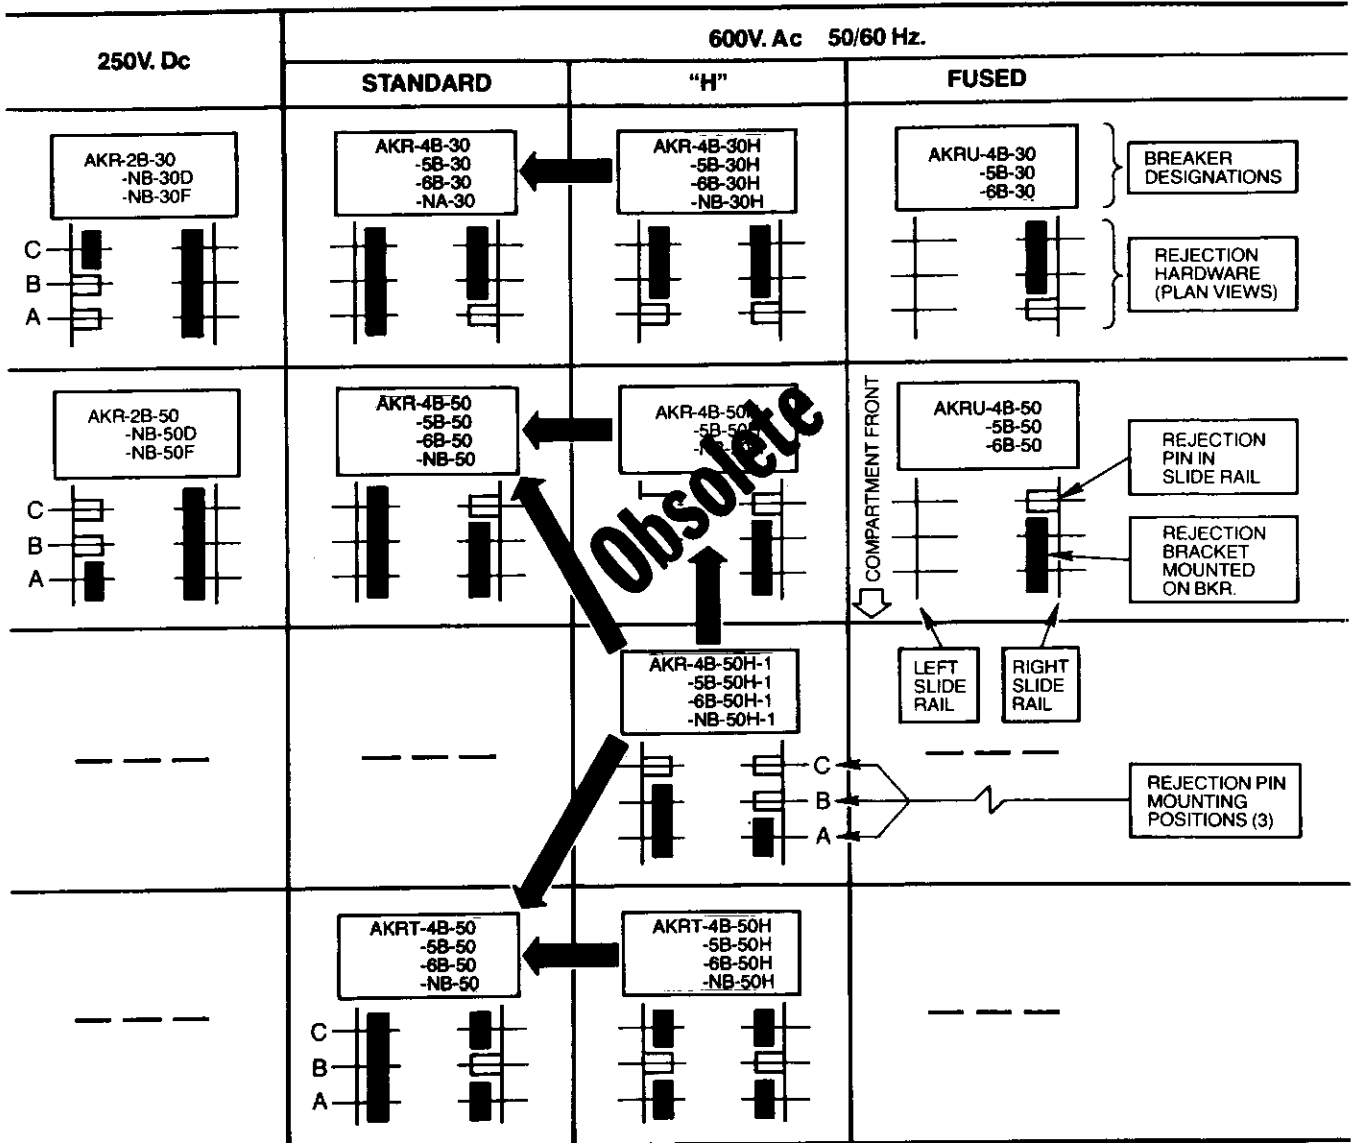 250V. Dc
600V. Ac 50/60 Hz.
STANDARD
"H"
FUSED
AKR-2B-30
-NB-30D
-NB-30F
AKR-4B-30
-5B-30
-6B-30
-NA-30
AKR-4B-30H
-5B-30H
-6B-30H
-NB-30H
AKRU-4B-30
-5B-30
-6B-30
BREAKER
DESIGNATIONS
C
B
A
REJECTION
HARDWARE
(PLAN VIEWS)
AKR-2B-50
-NB-50D
-NB-50F
AKR-4B-50
-5B-50
-6B-50
-NB-50
AKR-4B-50
-5B-50
Obsolete
COMPARTMENT FRONT
AKRU-4B-50
-5B-50
-6B-50
REJECTION
PIN IN
SLIDE RAIL
C
B
A
REJECTION
BRACKET
MOUNTED
ON BKR.
AKR-4B-50H-1
-5B-50H-1
-6B-50H-1
-NB-50H-1
LEFT
SLIDE
RAIL
RIGHT
SLIDE
RAIL
C
B
A
REJECTION PIN
MOUNTING
POSITIONS (3)
AKRT-4B-50
-5B-50
-6B-50
-NB-50
AKRT-4B-50H
-5B-50H
-6B-50H
-NB-50H
C
B
A